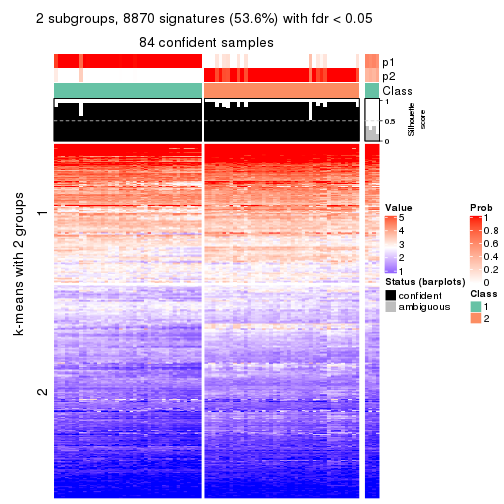 2 subgroups, 8870 signatures (53.6%) with fdr < 0.05
84 confident samples
p1
p2
Class
1
0.5
0
Silhouette
score
k-means with 2 groups
1
2
Value
5
4
3
2
1
Status (barplots)
confident
ambiguous
Prob
1
0.8
0.6
0.4
0.2
0
Class
1
2